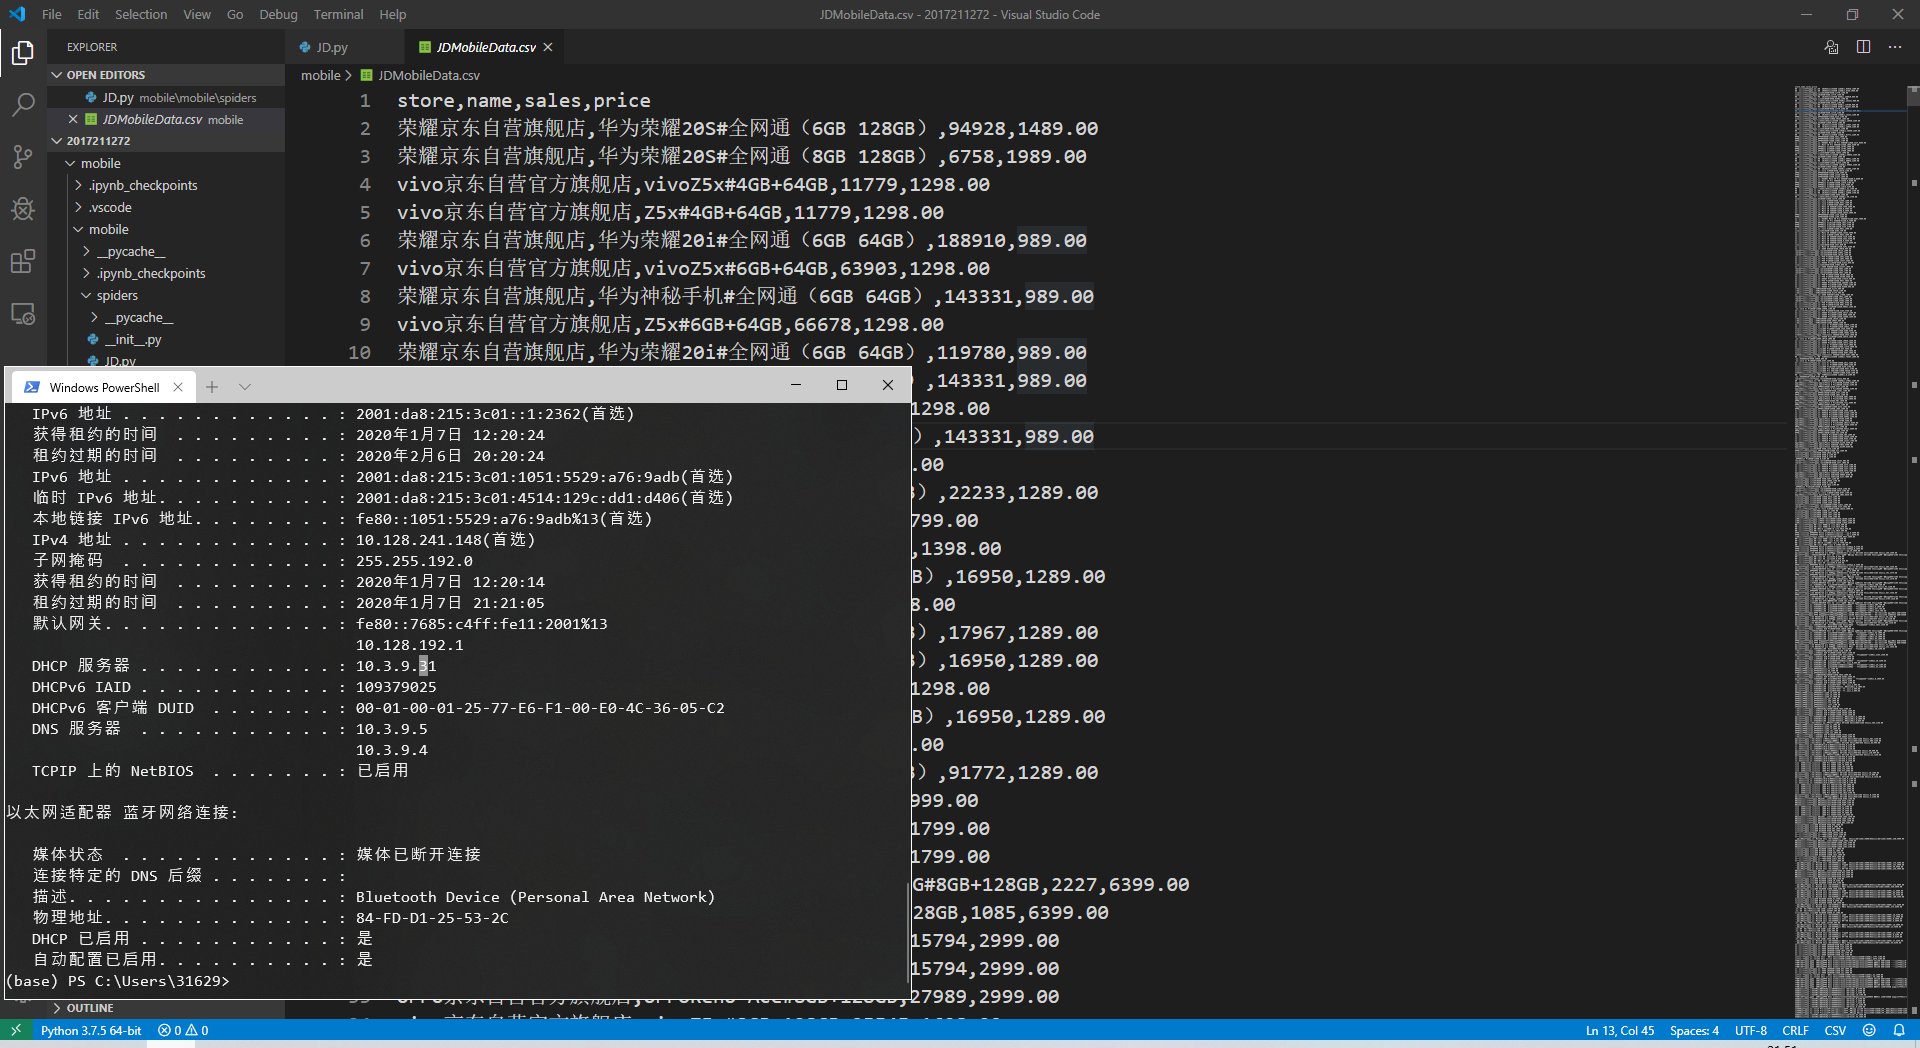 File Edit Selection View Go Debug Terminal Help
JDMobileData.csv - 2017211272 - Visual Studio Code
EXPLORER
OPEN EDITORS
JD.py mobile\mobile\spiders
JDMobileData.csv mobile
2017211272
mobile
.ipynb_checkpoints
.vscode
mobile
__pycache__
.ipynb_checkpoints
spiders
__pycache__
__init__.py
JD.py
OUTLINE
JD.py
JDMobileData.csv
mobile > JDMobileData.csv
1 store,name,sales,price
2 荣耀京东自营旗舰店,华为荣耀20S#全网通（6GB 128GB）,94928,1489.00
3 荣耀京东自营旗舰店,华为荣耀20S#全网通（8GB 128GB）,6758,1989.00
4 vivo京东自营官方旗舰店,vivoZ5x#4GB+64GB,11779,1298.00
5 vivo京东自营官方旗舰店,Z5x#4GB+64GB,11779,1298.00
6 荣耀京东自营旗舰店,华为荣耀20i#全网通（6GB 64GB）,188910,989.00
7 vivo京东自营官方旗舰店,vivoZ5x#6GB+64GB,63903,1298.00
8 荣耀京东自营旗舰店,华为神秘手机#全网通（6GB 64GB）,143331,989.00
9 vivo京东自营官方旗舰店,Z5x#6GB+64GB,66678,1298.00
10 荣耀京东自营旗舰店,华为荣耀20i#全网通（6GB 64GB）,119780,989.00
,143331,989.00
1298.00
）,143331,989.00
.00
）,22233,1289.00
799.00
,1398.00
B）,16950,1289.00
8.00
）,17967,1289.00
）,16950,1289.00
1298.00
B）,16950,1289.00
.00
）,91772,1289.00
999.00
1799.00
1799.00
G#8GB+128GB,2227,6399.00
28GB,1085,6399.00
15794,2999.00
15794,2999.00
27989,2999.00
Windows PowerShell
IPv6 地址 . . . . . . . . . . . . : 2001:da8:215:3c01::1:2362(首选)
获得租约的时间 . . . . . . . . . : 2020年1月7日 12:20:24
租约过期的时间 . . . . . . . . . : 2020年2月6日 20:20:24
IPv6 地址 . . . . . . . . . . . . : 2001:da8:215:3c01:1051:5529:a76:9adb(首选)
临时 IPv6 地址. . . . . . . . . . : 2001:da8:215:3c01:4514:129c:dd1:d406(首选)
本地链接 IPv6 地址. . . . . . . . : fe80::1051:5529:a76:9adb%13(首选)
IPv4 地址 . . . . . . . . . . . . : 10.128.241.148(首选)
子网掩码 . . . . . . . . . . . . : 255.255.192.0
获得租约的时间 . . . . . . . . . : 2020年1月7日 12:20:14
租约过期的时间 . . . . . . . . . : 2020年1月7日 21:21:05
默认网关. . . . . . . . . . . . . : fe80::7685:c4ff:fe11:2001%13
10.128.192.1
DHCP 服务器 . . . . . . . . . . . : 10.3.9.31
DHCPv6 IAID . . . . . . . . . . . : 109379025
DHCPv6 客户端 DUID . . . . . . . : 00-01-00-01-25-77-E6-F1-00-E0-4C-36-05-C2
DNS 服务器 . . . . . . . . . . . : 10.3.9.5
10.3.9.4
TCPIP 上的 NetBIOS . . . . . . . : 已启用
以太网适配器 蓝牙网络连接:
媒体状态 . . . . . . . . . . . . : 媒体已断开连接
连接特定的 DNS 后缀 . . . . . . . :
描述. . . . . . . . . . . . . . . : Bluetooth Device (Personal Area Network)
物理地址. . . . . . . . . . . . . : 84-FD-D1-25-53-2C
DHCP 已启用 . . . . . . . . . . . : 是
自动配置已启用. . . . . . . . . . : 是
(base) PS C:\Users\31629>
Python 3.7.5 64-bit 0 0
Ln 13, Col 45 Spaces: 4 UTF-8 CRLF CSV